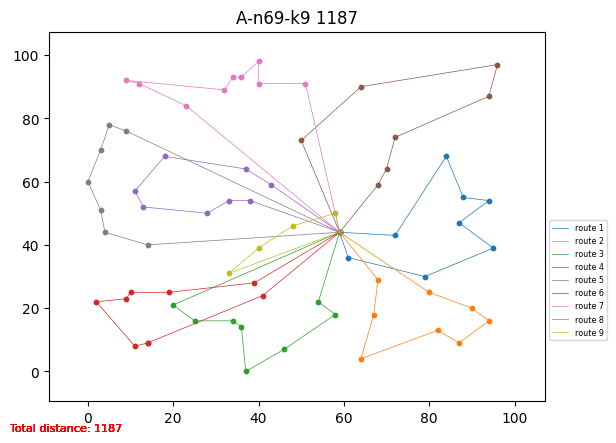 A-n69-k9 1187
100
80
60
40
20
0
0 20 40 60 80 100
route 1
route 2
route 3
route 4
route 5
route 6
route 7
route 8
route 9
Total distance: 1187